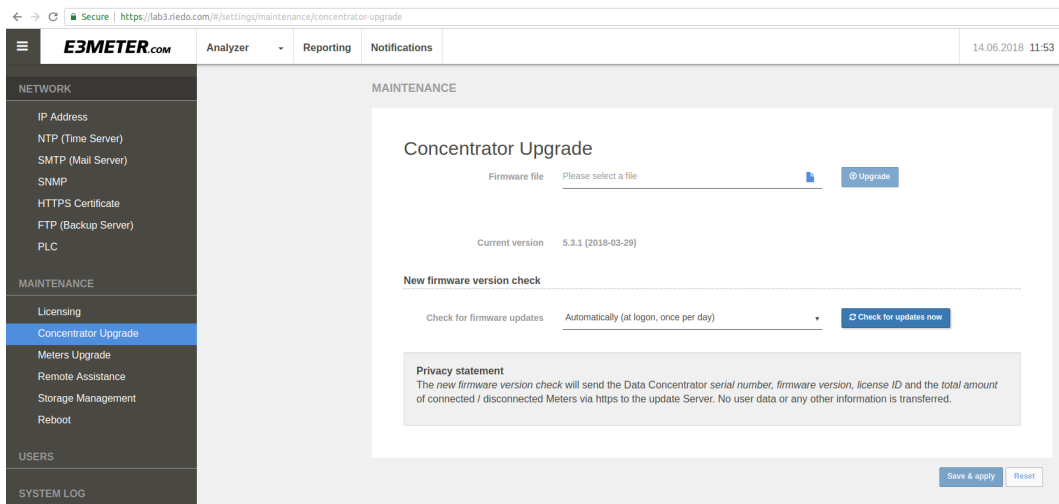 Secure | https://lab3.riedo.com/#/settings/maintenance/concentrator-upgrade
E3METER.COM Analyzer Reporting Notifications 14.06.2018 11:53
NETWORK
IP Address
NTP (Time Server)
SMTP (Mail Server)
SNMP
HTTPS Certificate
FTP (Backup Server)
PLC
MAINTENANCE
Licensing
Concentrator Upgrade
Meters Upgrade
Remote Assistance
Storage Management
Reboot
USERS
SYSTEM LOG
MAINTENANCE
Concentrator Upgrade
Firmware file Please select a file Upgrade
Current version 5.3.1 (2018-03-29)
New firmware version check
Check for firmware updates Automatically (at logon, once per day) Check for updates now
Privacy statement
The new firmware version check will send the Data Concentrator serial number, firmware version, license ID and the total amount
of connected / disconnected Meters via https to the update Server. No user data or any other information is transferred.
Save & apply Reset